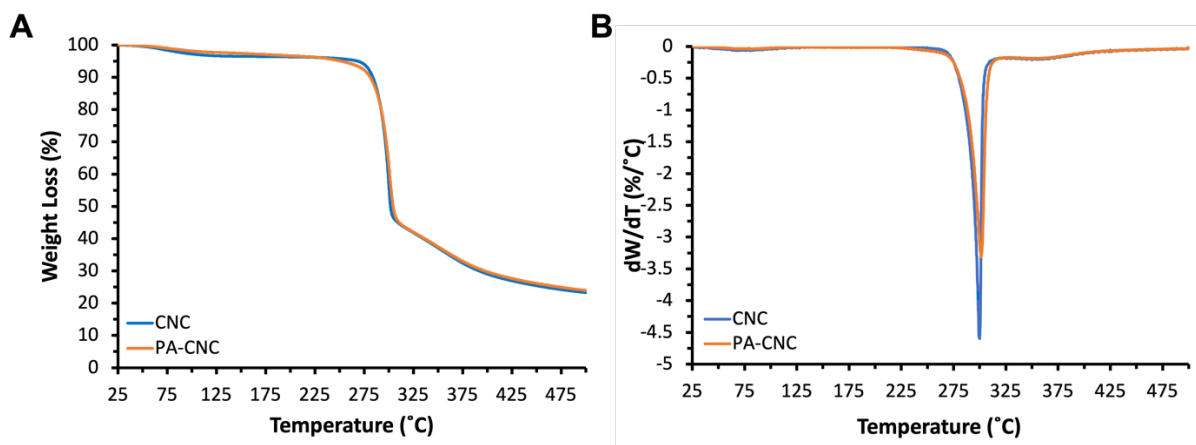 A
100
90
80
70
60
50
40
30
20
10
0
Weight Loss (%)
CNC
PA-CNC
25 75 125 175 225 275 325 375 425 475
Temperature (˚C)
B
0
-0.5
-1
-1.5
-2
-2.5
-3
-3.5
-4
-4.5
-5
dW/dT (%/˚C)
CNC
PA-CNC
25 75 125 175 225 275 325 375 425 475
Temperature (˚C)